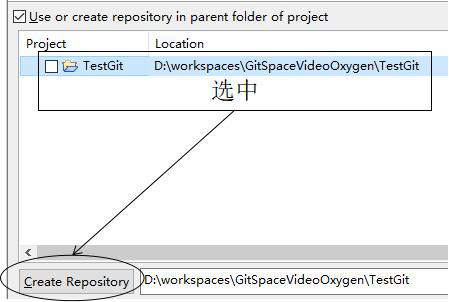 Use or create repository in parent folder of project
Project Location
TestGit D:\workspaces\GitSpaceVideoOxygen\TestGit
选中
Create Repository D:\workspaces\GitSpaceVideoOxygen\TestGit